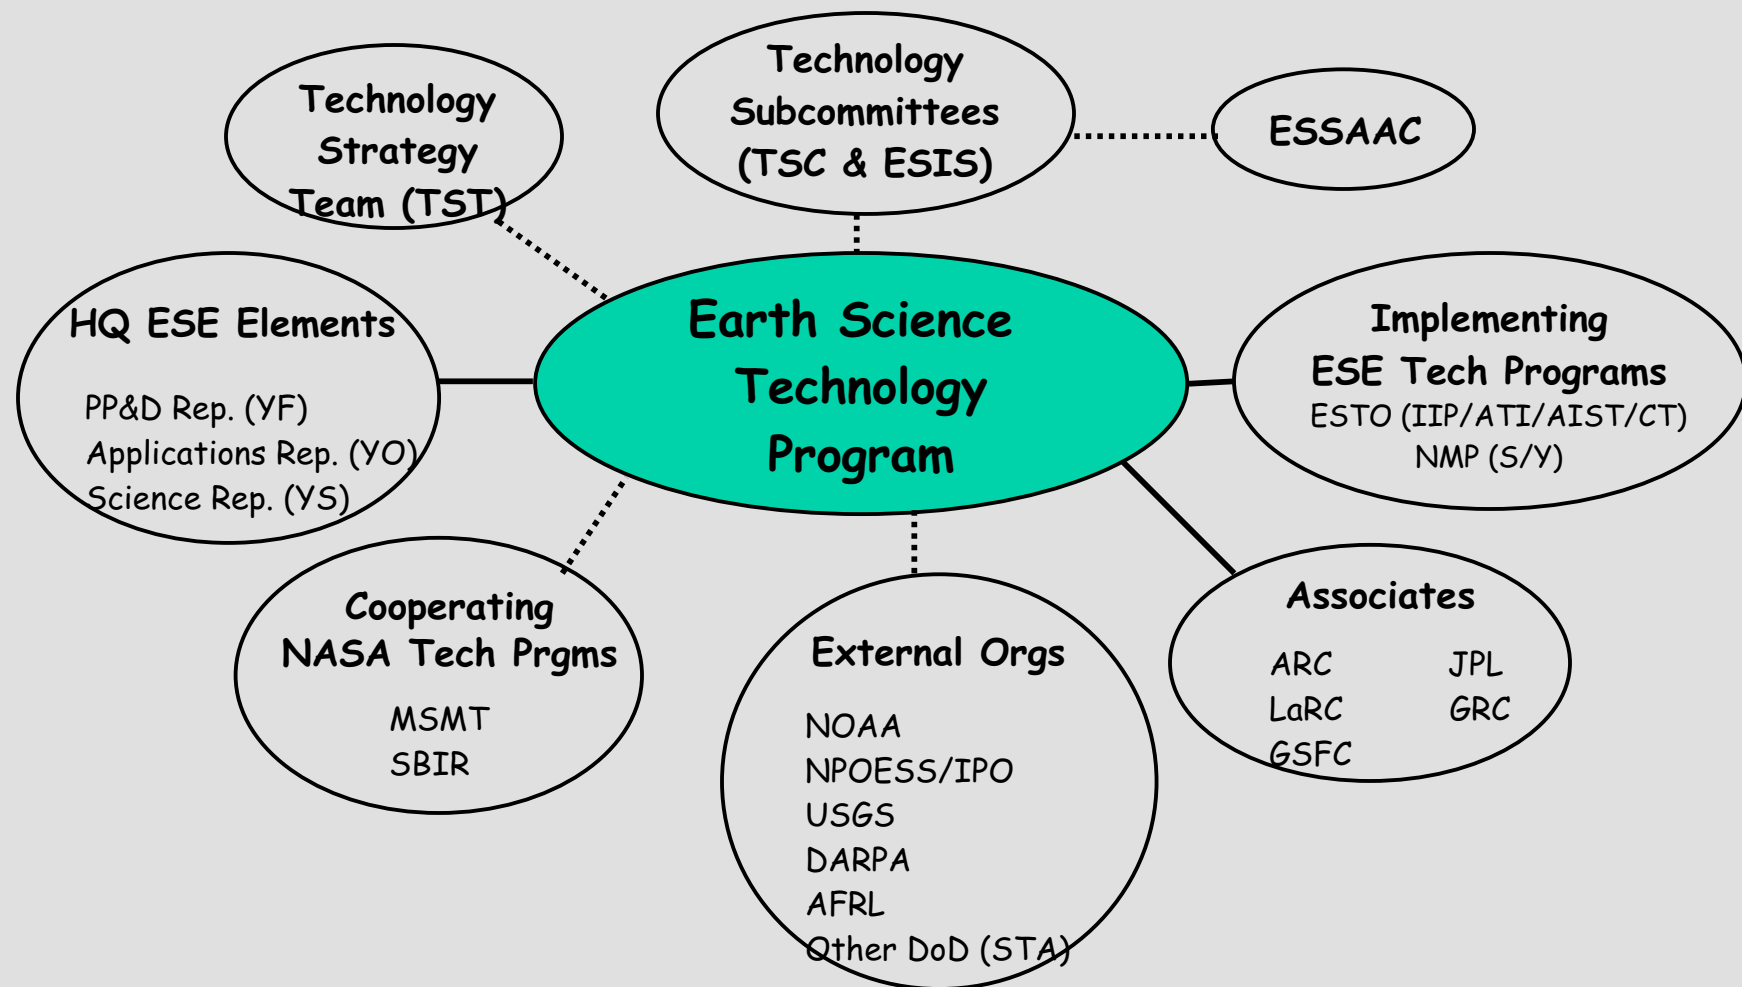 Technology
Strategy
Team (TST)
Technology
Subcommittees
(TSC & ESIS)
ESSAAC
HQ ESE Elements
PP&D Rep. (YF)
Applications Rep. (YO)
Science Rep. (YS)
Earth Science
Technology
Program
Implementing
ESE Tech Programs
ESTO (IIP/ATI/AIST/CT)
NMP (S/Y)
Cooperating
NASA Tech Prgms
MSMT
SBIR
External Orgs
NOAA
NPOESS/IPO
USGS
DARPA
AFRL
Other DoD (STA)
Associates
ARC JPL
LaRC GRC
GSFC